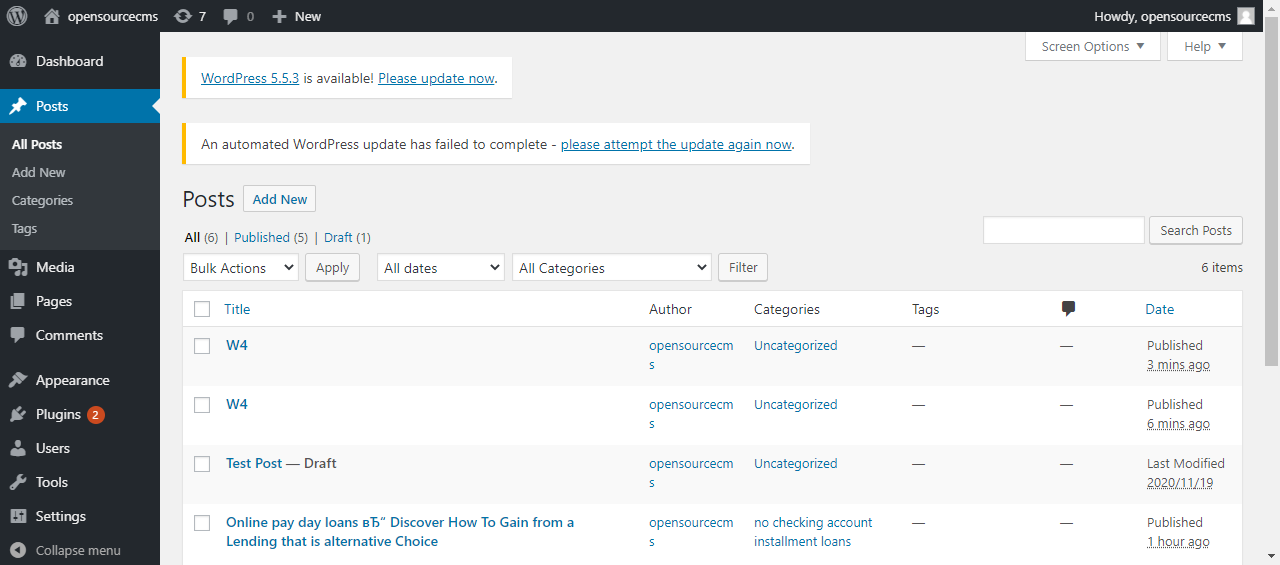 opensourcecms 7 0 New Howdy, opensourcecms
Dashboard
Posts
All Posts
Add New
Categories
Tags
Media
Pages
Comments
Appearance
Plugins 2
Users
Tools
Settings
Collapse menu
Screen Options Help
WordPress 5.5.3 is available! Please update now.
An automated WordPress update has failed to complete - please attempt the update again now.
Posts Add New
All (6) | Published (5) | Draft (1)
Search Posts
Bulk Actions Apply All dates All Categories Filter 6 items
Title Author Categories Tags Date
W4 opensourcecm Uncategorized — — Published
s 3 mins ago
W4 opensourcecm Uncategorized — — Published
s 6 mins ago
Test Post — Draft opensourcecm Uncategorized — — Last Modified
s 2020/11/19
Online pay day loans вЂ“ Discover How To Gain from a opensourcecm no checking account — — Published
Lending that is alternative Choice s installment loans 1 hour ago